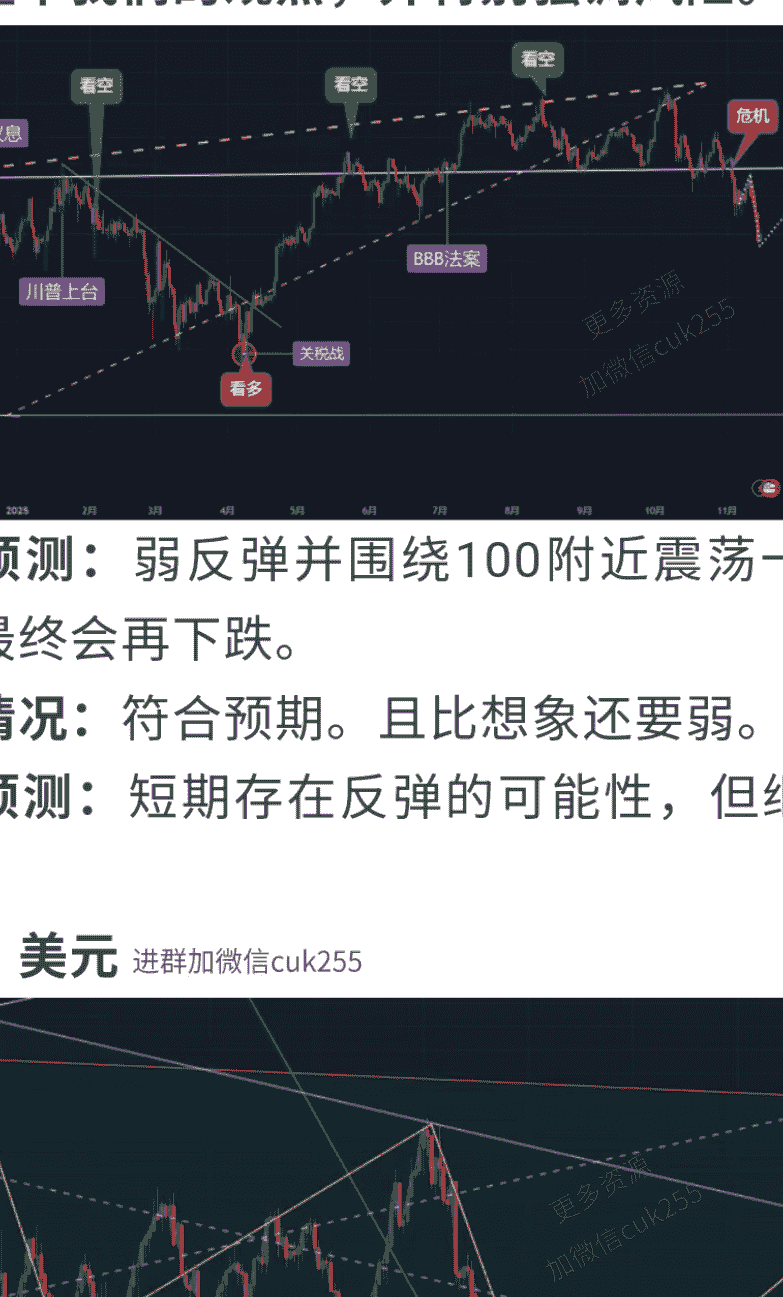 看空
看空
看空
危机
息
BBB法案
川普上台
关税战
看多
更多资源
加微信cuk255
2025 2月 3月 4月 5月 6月 7月 8月 9月 10月 11月
预测：弱反弹并围绕100附近震荡一
最终会再下跌。
情况：符合预期。且比想象还要弱。
预测：短期存在反弹的可能性，但继
美元 进群加微信cuk255
更多资源
加微信cuk255